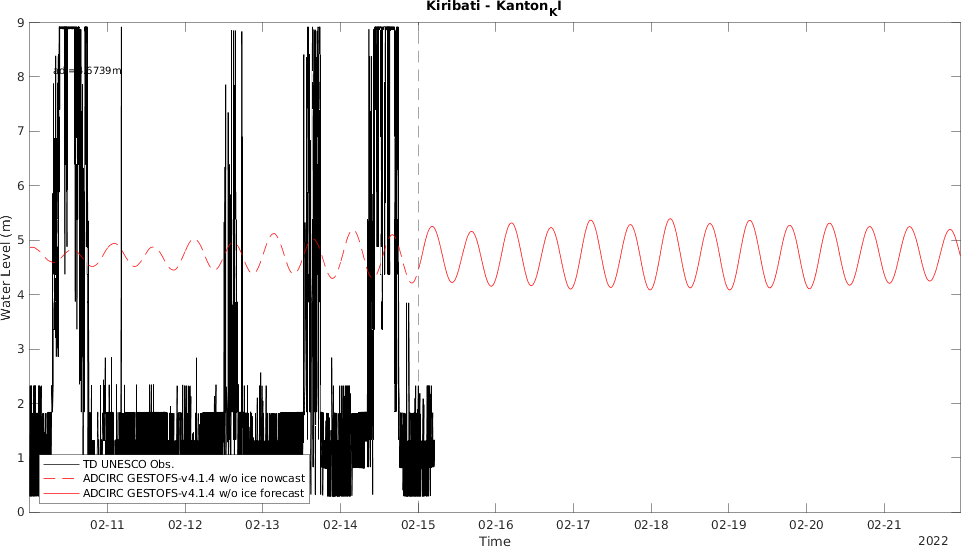 Kiribati - KantonKI
9
8
7
6
5
4
3
2
1
0
Water Level (m)
TD UNESCO Obs.
ADCIRC GESTOFS-v4.1.4 w/o ice nowcast
ADCIRC GESTOFS-v4.1.4 w/o ice forecast
02-11 02-12 02-13 02-14 02-15 02-16 02-17 02-18 02-19 02-20 02-21
Time
2022